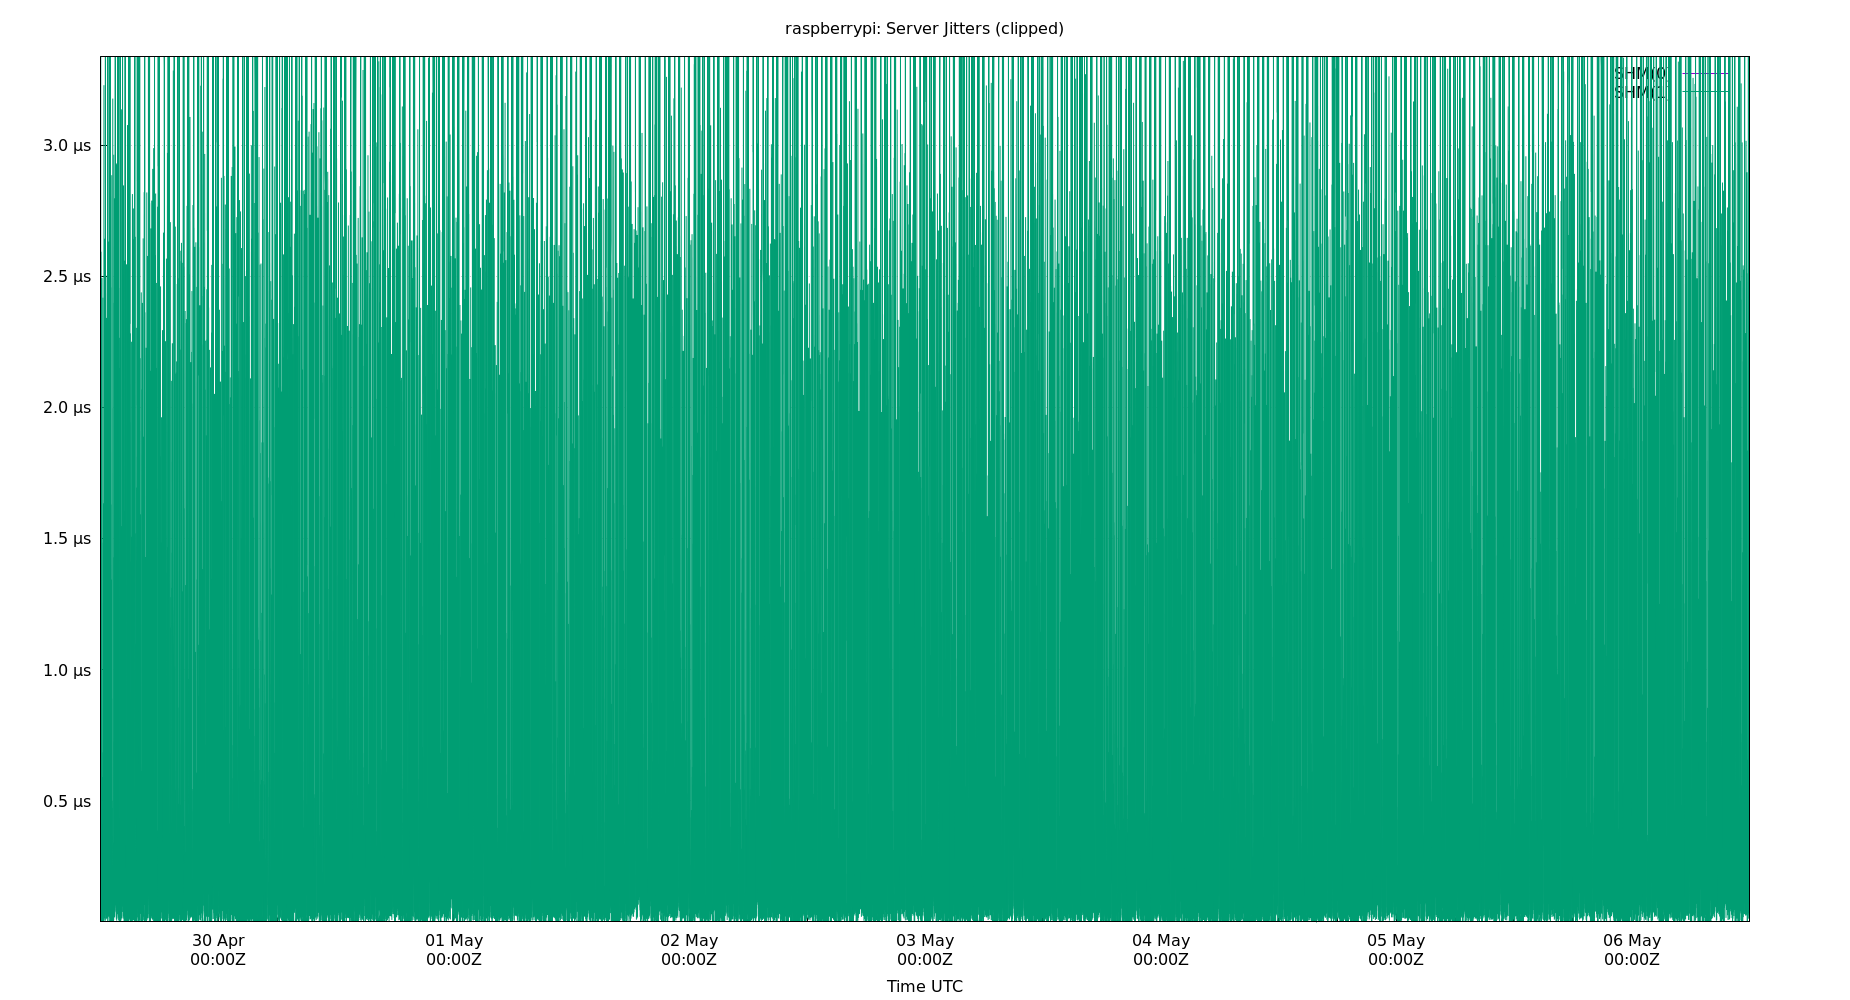 raspberrypi: Server Jitters (clipped)
SHM(0)
SHM(1)
3.0 µs
2.5 µs
2.0 µs
1.5 µs
1.0 µs
0.5 µs
30 Apr
00:00Z
01 May
00:00Z
02 May
00:00Z
03 May
00:00Z
04 May
00:00Z
05 May
00:00Z
06 May
00:00Z
Time UTC